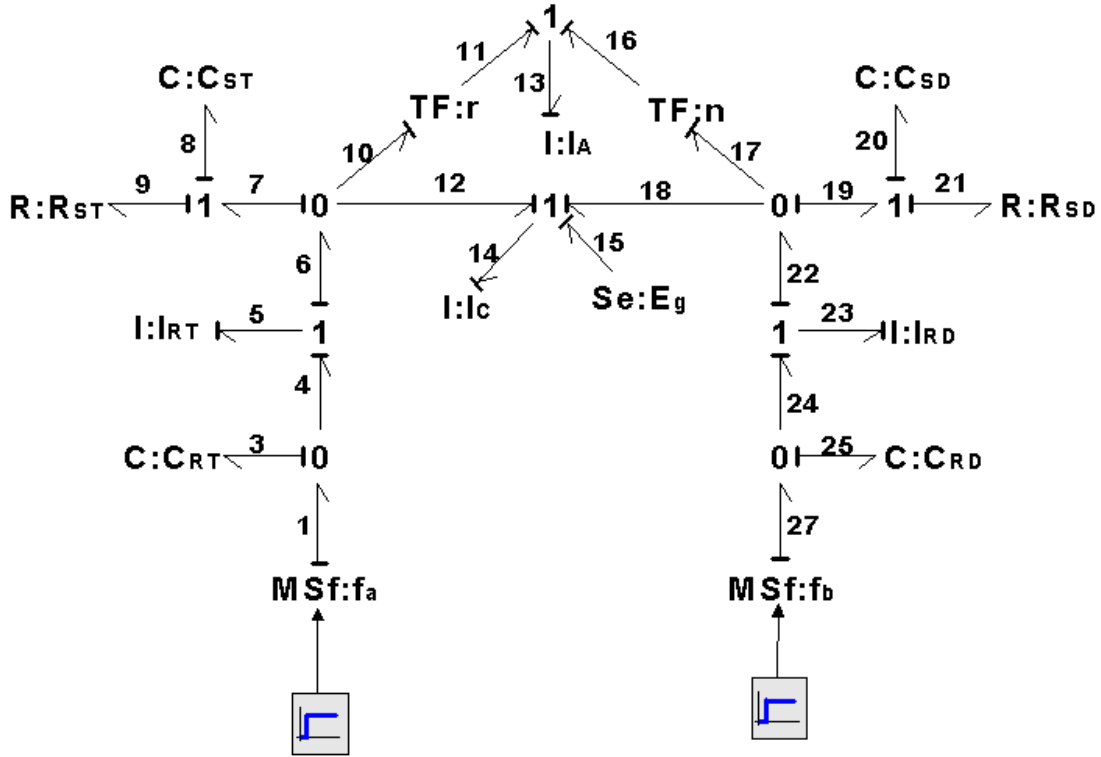 1
11 16
C:CST 13 C:CSD
TF:r TF:n
8 I:IA 20
10 17
9 7 12 18 19 21
R:RST 1 0 1 0 1 R:RSD
6 14 15 22
I:IC Se:Eg
I:IRT 5 1 1 23 I:IRD
4 24
C:CRT 3 0 0 25 C:CRD
1 27
MSf:fa MSf:fb